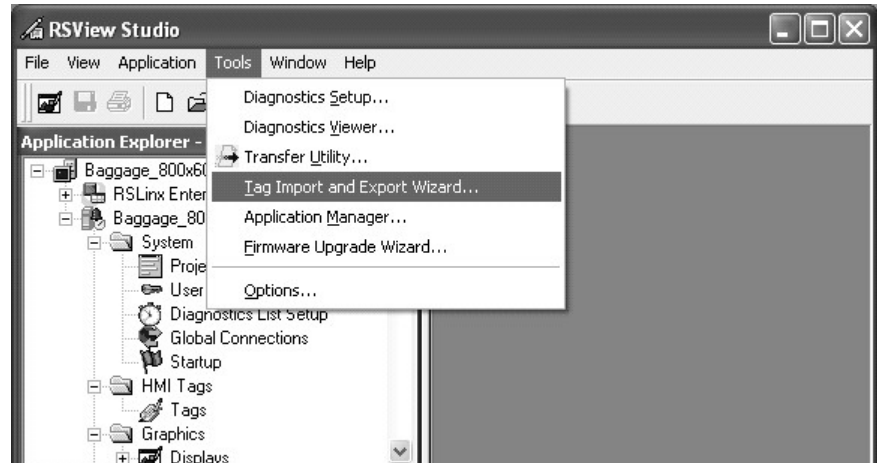 RSView Studio
File View Application Tools Window Help
Diagnostics Setup...
Diagnostics Viewer...
Transfer Utility...
Tag Import and Export Wizard...
Application Manager...
Firmware Upgrade Wizard...
Options...
Application Explorer -
Baggage_800x60
RSLinx Enter
Baggage_80
System
Proje
User
Diagnostics List Setup
Global Connections
Startup
HMI Tags
Tags
Graphics
Displays